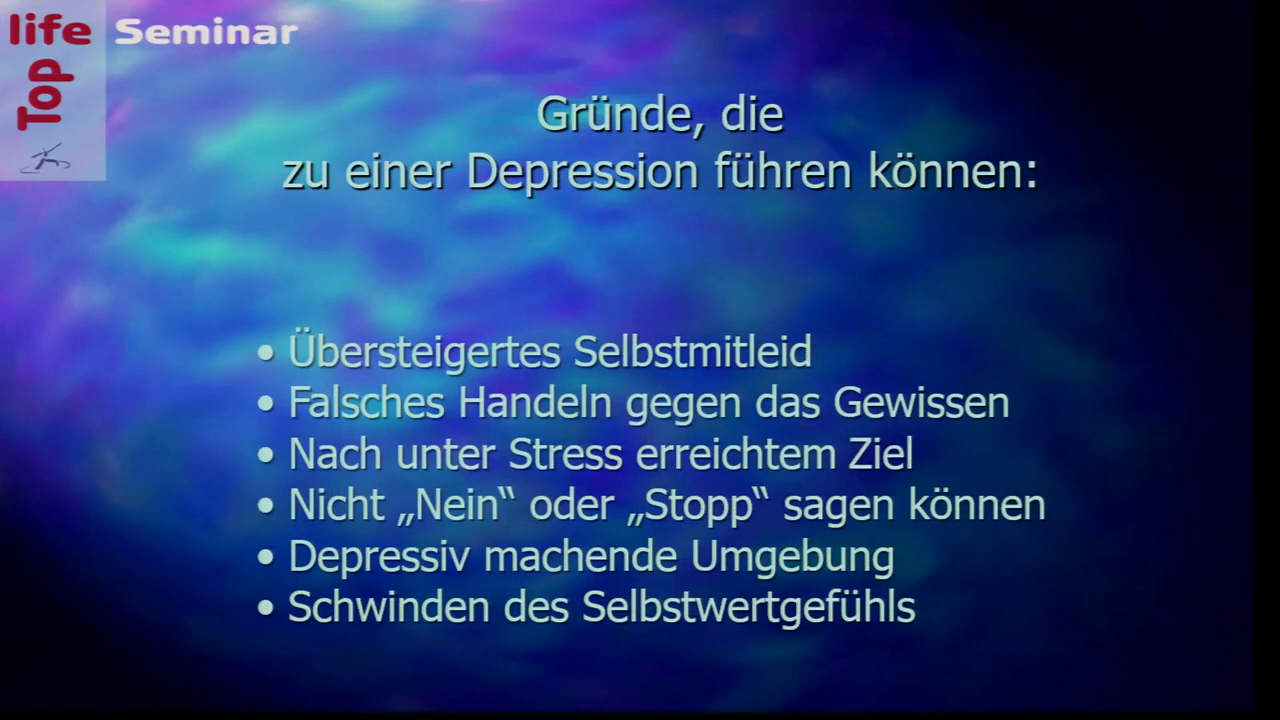 life Seminar
Top
Gründe, die
zu einer Depression führen können:
• Übersteigertes Selbstmitleid
• Falsches Handeln gegen das Gewissen
• Nach unter Stress erreichtem Ziel
• Nicht „Nein“ oder „Stopp“ sagen können
• Depressiv machende Umgebung
• Schwinden des Selbstwertgefühls